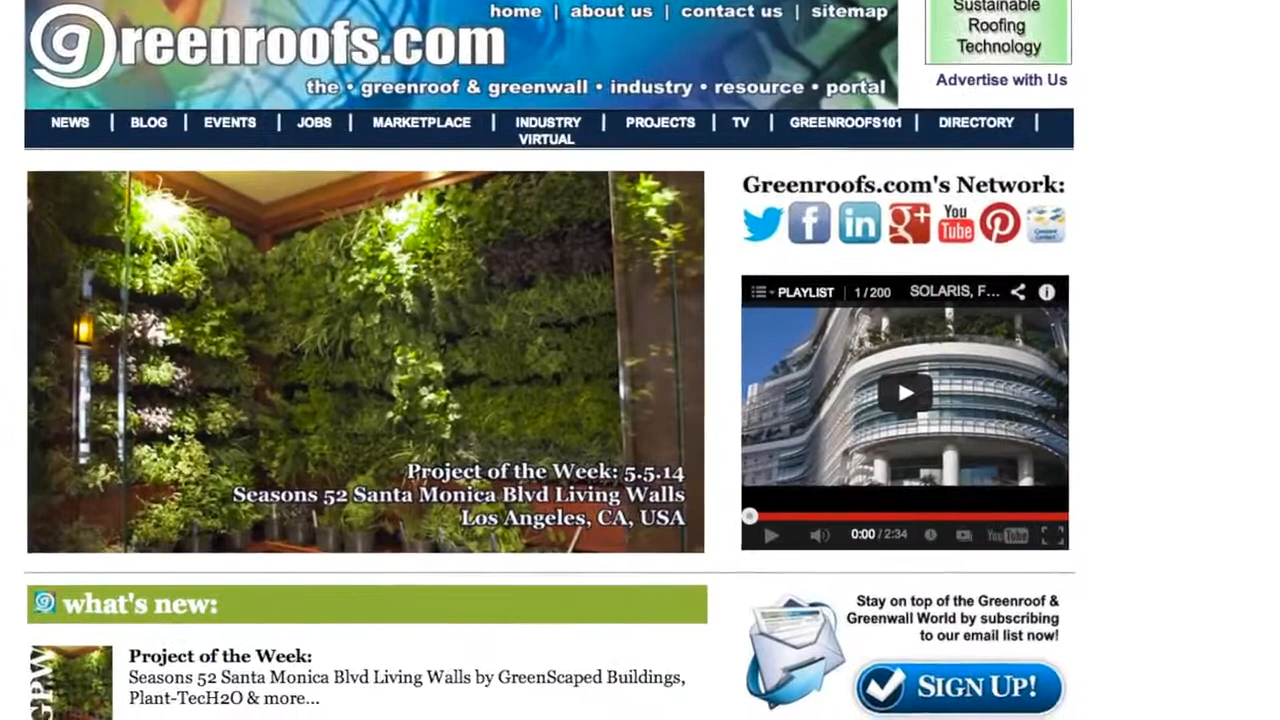 home | about us | contact us | sitemap
greenroofs.com
the • greenroof & greenwall • industry • resource • portal
Sustainable
Roofing
Technology
Advertise with Us
NEWS | BLOG | EVENTS | JOBS | MARKETPLACE | INDUSTRY VIRTUAL | PROJECTS | TV | GREENROOFS101 | DIRECTORY |
Project of the Week: 5.5.14
Seasons 52 Santa Monica Blvd Living Walls
Los Angeles, CA, USA
Greenroofs.com's Network:
You
Tube
PLAYLIST | 1/200 SOLARIS, F...
0:00 / 2:34
YouTube
what's new:
GPW
Project of the Week:
Seasons 52 Santa Monica Blvd Living Walls by GreenScaped Buildings,
Plant-TecH2O & more...
Stay on top of the Greenroof &
Greenwall World by subscribing
to our email list now!
SIGN UP!